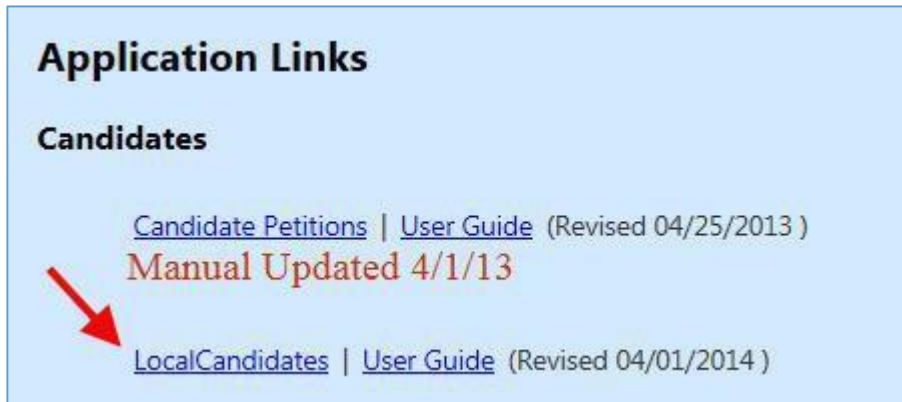 Application Links
Candidates
Candidate Petitions | User Guide (Revised 04/25/2013 )
Manual Updated 4/1/13
LocalCandidates | User Guide (Revised 04/01/2014 )